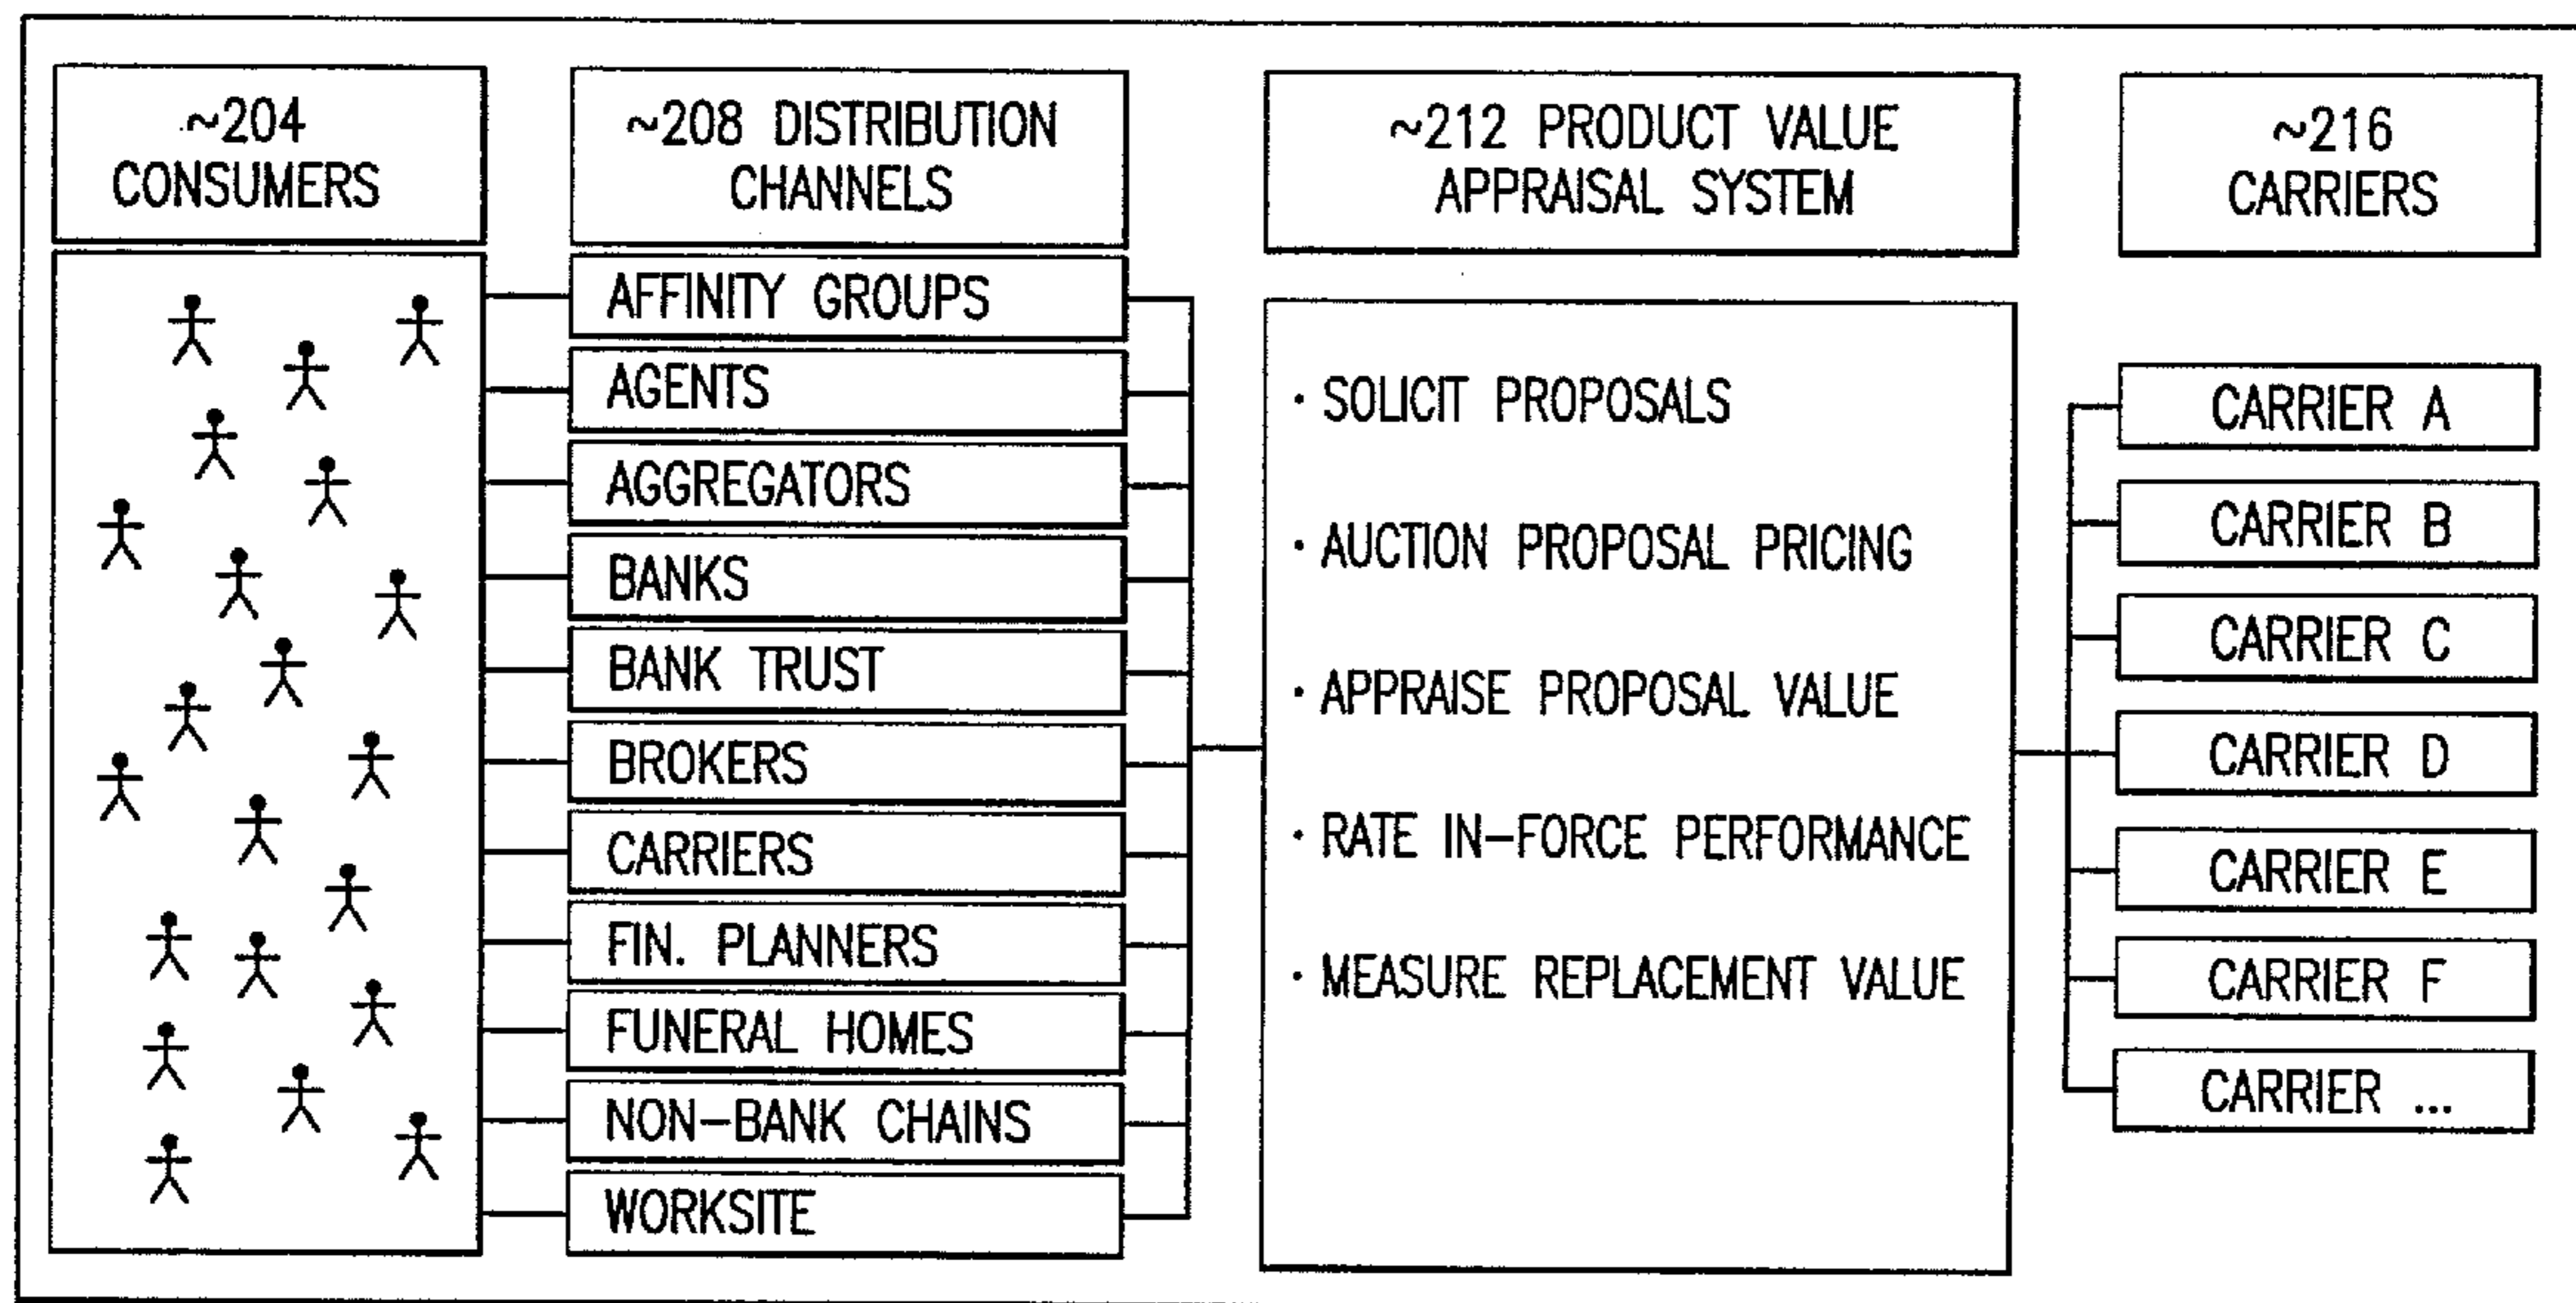 ~204
CONSUMERS
~208 DISTRIBUTION
CHANNELS
~212 PRODUCT VALUE
APPRAISAL SYSTEM
~216
CARRIERS
AFFINITY GROUPS
AGENTS
AGGREGATORS
BANKS
BANK TRUST
BROKERS
CARRIERS
FIN. PLANNERS
FUNERAL HOMES
NON-BANK CHAINS
WORKSITE
· SOLICIT PROPOSALS
· AUCTION PROPOSAL PRICING
· APPRAISE PROPOSAL VALUE
· RATE IN-FORCE PERFORMANCE
· MEASURE REPLACEMENT VALUE
CARRIER A
CARRIER B
CARRIER C
CARRIER D
CARRIER E
CARRIER F
CARRIER ...